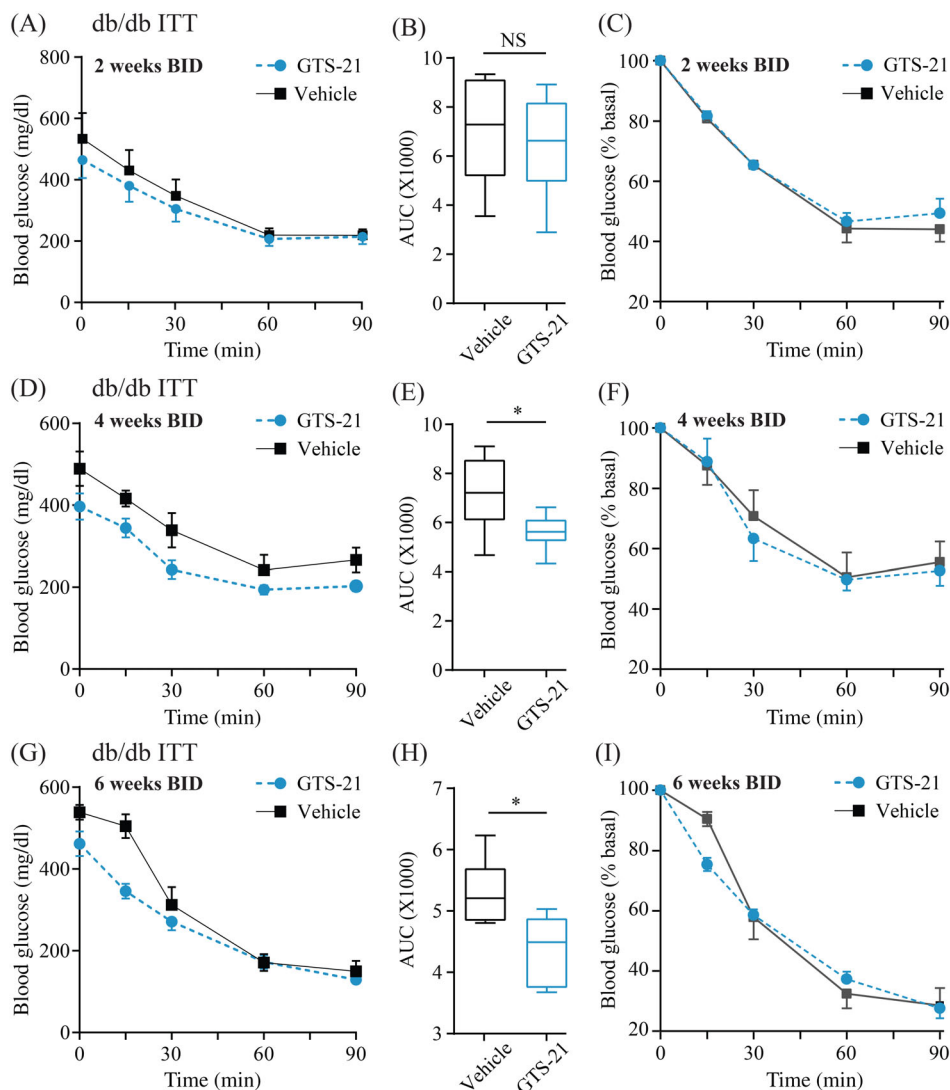 (A) db/db ITT
2 weeks BID
GTS-21
Vehicle
Blood glucose (mg/dl)
800
600
400
200
0
0 30 60 90
Time (min)
(B)
NS
AUC (X1000)
10
8
6
4
2
0
Vehicle
GTS-21
(C)
2 weeks BID
GTS-21
Vehicle
Blood glucose (% basal)
100
80
60
40
20
0 30 60 90
Time (min)
(D) db/db ITT
4 weeks BID
GTS-21
Vehicle
Blood glucose (mg/dl)
600
400
200
0
0 30 60 90
Time (min)
(E)
*
AUC (X1000)
10
8
6
4
2
0
Vehicle
GTS-21
(F)
4 weeks BID
GTS-21
Vehicle
Blood glucose (% basal)
100
80
60
40
20
0 30 60 90
Time (min)
(G) db/db ITT
6 weeks BID
GTS-21
Vehicle
Blood glucose (mg/dl)
600
400
200
0
0 30 60 90
Time (min)
(H)
*
AUC (X1000)
7
6
5
4
3
Vehicle
GTS-21
(I)
6 weeks BID
GTS-21
Vehicle
Blood glucose (% basal)
100
80
60
40
20
0 30 60 90
Time (min)